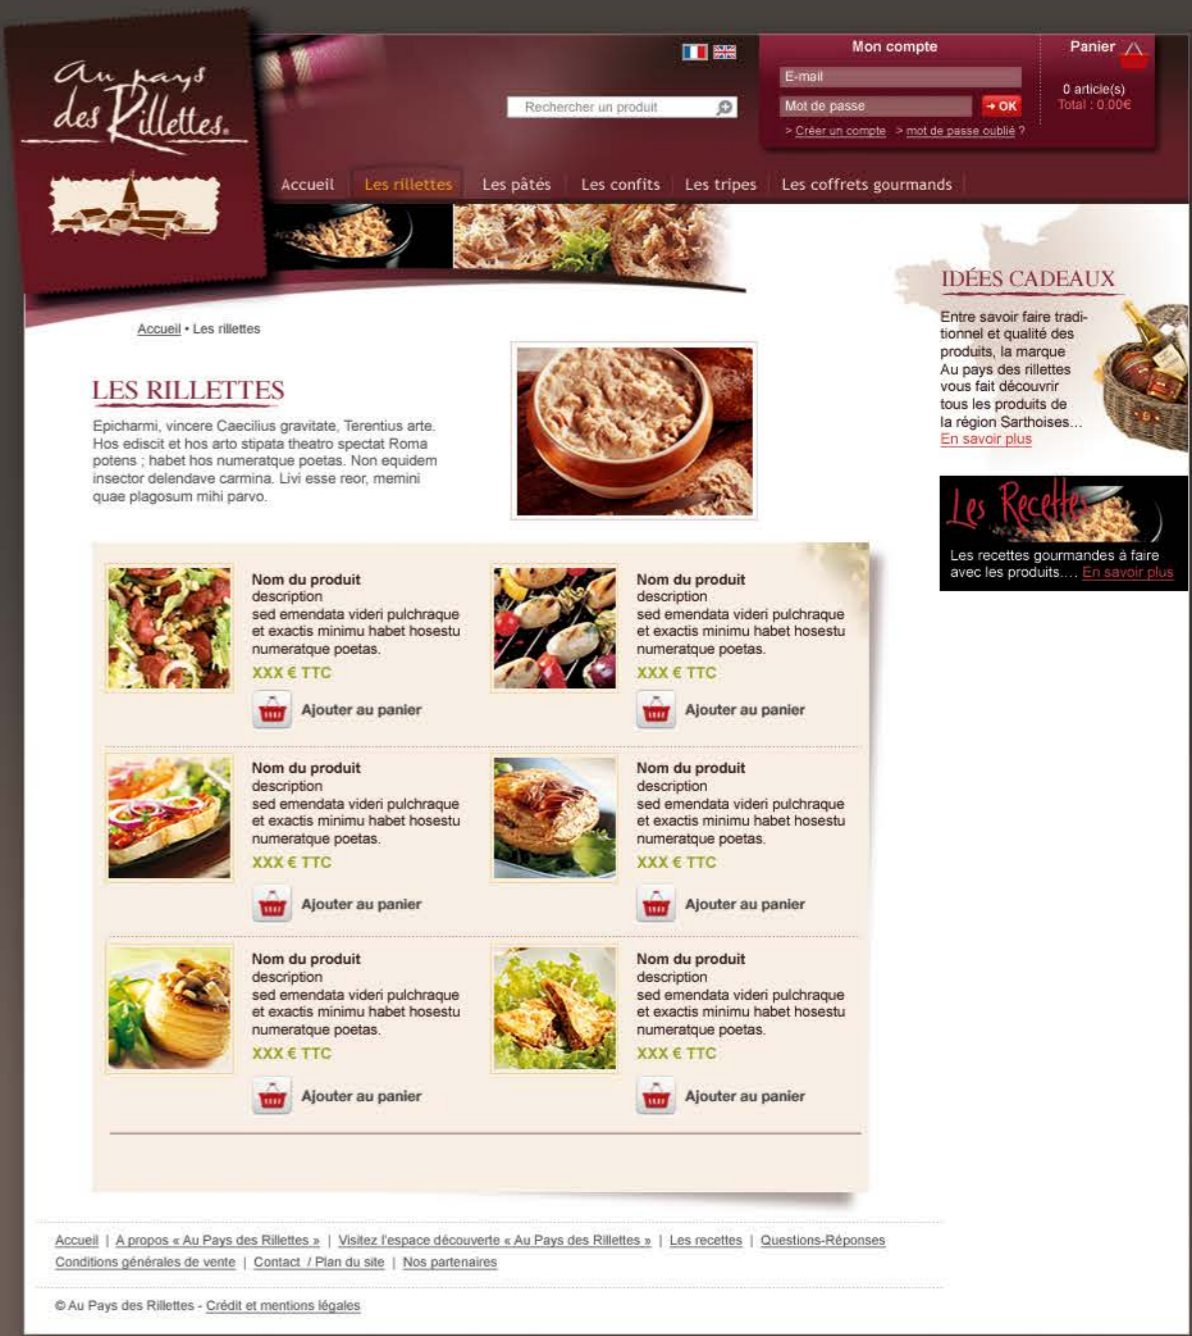 Au pays
des Rillettes®
Rechercher un produit
Mon compte
E-mail
Mot de passe
OK
> Créer un compte > mot de passe oublié ?
Panier
0 article(s)
Total : 0.00€
Accueil
Les rillettes
Les pâtés
Les confits
Les tripes
Les coffrets gourmands
Accueil • Les rillettes
LES RILLETTES
Epicharmi, vincere Caecilius gravitate, Terentius arte.
Hos ediscit et hos arto stipata theatro spectat Roma
potens ; habet hos numeratque poetas. Non equidem
insector delendave carmina. Livi esse reor, memini
quae plagosum mihi parvo.
IDÉES CADEAUX
Entre savoir faire tradi-
tionnel et qualité des
produits, la marque
Au pays des rillettes
vous fait découvrir
tous les produits de
la région Sarthoises...
En savoir plus
Les Recettes
Les recettes gourmandes à faire
avec les produits.... En savoir plus
Nom du produit
description
sed emendata videri pulchraque
et exactis minimu habet hosestu
numeratque poetas.
XXX € TTC
Ajouter au panier
Nom du produit
description
sed emendata videri pulchraque
et exactis minimu habet hosestu
numeratque poetas.
XXX € TTC
Ajouter au panier
Nom du produit
description
sed emendata videri pulchraque
et exactis minimu habet hosestu
numeratque poetas.
XXX € TTC
Ajouter au panier
Nom du produit
description
sed emendata videri pulchraque
et exactis minimu habet hosestu
numeratque poetas.
XXX € TTC
Ajouter au panier
Nom du produit
description
sed emendata videri pulchraque
et exactis minimu habet hosestu
numeratque poetas.
XXX € TTC
Ajouter au panier
Nom du produit
description
sed emendata videri pulchraque
et exactis minimu habet hosestu
numeratque poetas.
XXX € TTC
Ajouter au panier
Accueil | A propos « Au Pays des Rillettes » | Visitez l'espace découverte « Au Pays des Rillettes » | Les recettes | Questions-Réponses
Conditions générales de vente | Contact / Plan du site | Nos partenaires
© Au Pays des Rillettes - Crédit et mentions légales